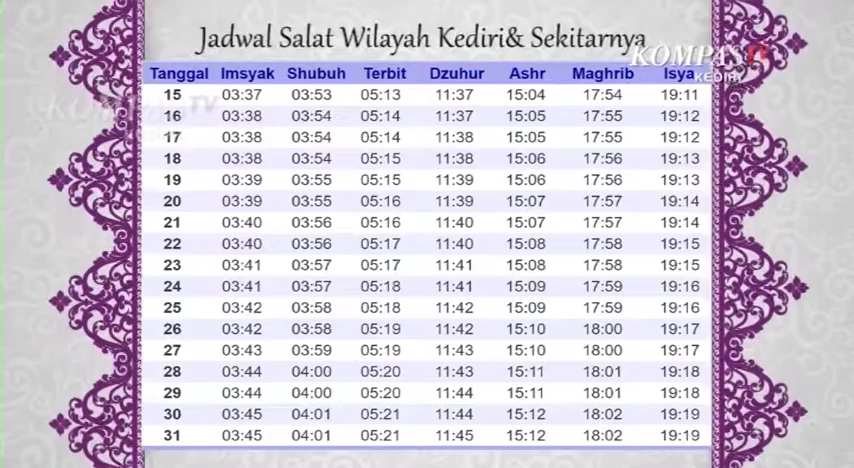 Jadwal Salat Wilayah Kediri& Sekitarnya
KOMPAS TV
KEDIRI
Tanggal Imsyak Shubuh Terbit Dzuhur Ashr Maghrib Isya
KOMPAS TV
15 03:37 03:53 05:13 11:37 15:04 17:54 19:11
16 03:38 03:54 05:14 11:37 15:05 17:55 19:12
17 03:38 03:54 05:14 11:38 15:05 17:55 19:12
18 03:38 03:54 05:15 11:38 15:06 17:56 19:13
19 03:39 03:55 05:15 11:39 15:06 17:56 19:13
20 03:39 03:55 05:16 11:39 15:07 17:57 19:14
21 03:40 03:56 05:16 11:40 15:07 17:57 19:14
22 03:40 03:56 05:17 11:40 15:08 17:58 19:15
23 03:41 03:57 05:17 11:41 15:08 17:58 19:15
24 03:41 03:57 05:18 11:41 15:09 17:59 19:16
25 03:42 03:58 05:18 11:42 15:09 17:59 19:16
26 03:42 03:58 05:19 11:42 15:10 18:00 19:17
27 03:43 03:59 05:19 11:43 15:10 18:00 19:17
28 03:44 04:00 05:20 11:43 15:11 18:01 19:18
29 03:44 04:00 05:20 11:44 15:11 18:01 19:18
30 03:45 04:01 05:21 11:44 15:12 18:02 19:19
31 03:45 04:01 05:21 11:45 15:12 18:02 19:19